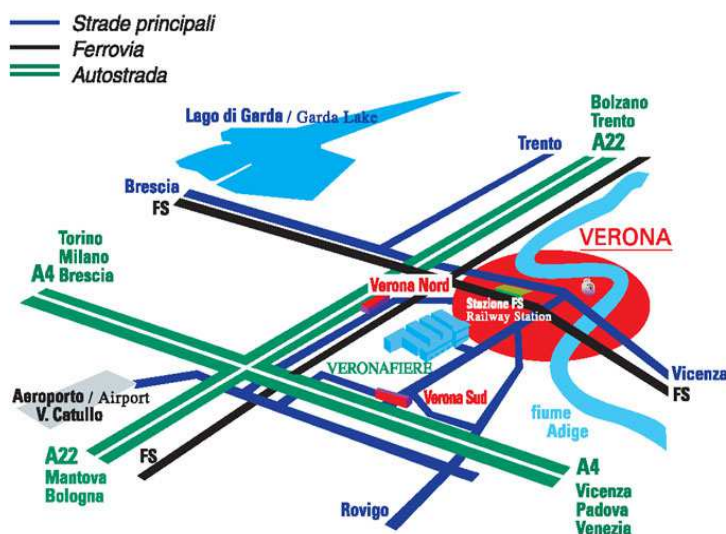 Strade principali
Ferrovia
Autostrada
Lago di Garda / Garda Lake
Bolzano
Trento
A22
Trento
Brescia
FS
Torino
Milano
A4 Brescia
VERONA
Verona Nord
Stazione FS
Railway Station
VERONAFIERE
Aeroporto / Airport
V. Catullo
Verona Sud
Vicenza
FS
fiume
Adige
A22
Mantova
Bologna
FS
Rovigo
A4
Vicenza
Padova
Venezia